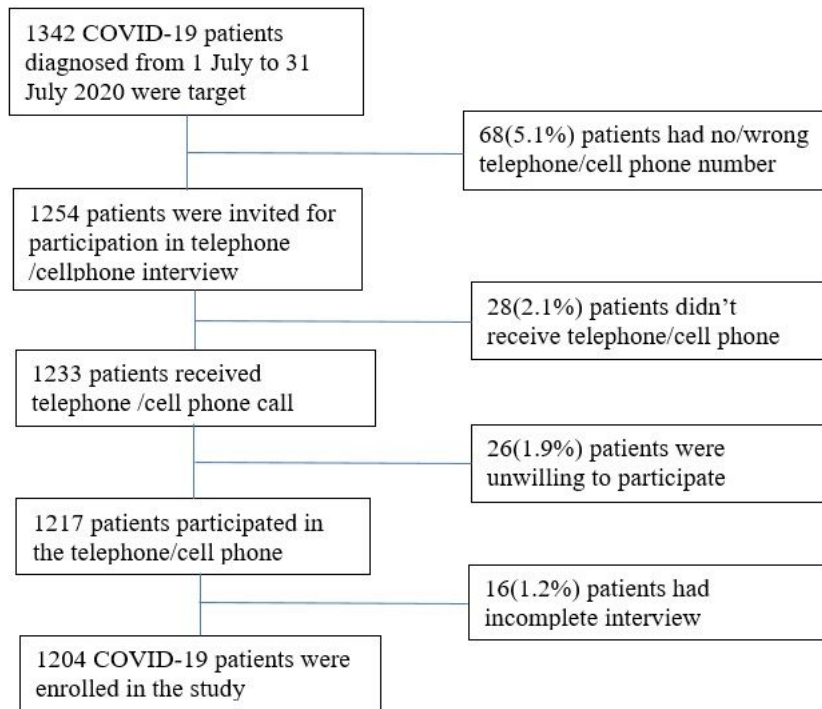 1342 COVID-19 patients
diagnosed from 1 July to 31
July 2020 were target
68(5.1%) patients had no/wrong
telephone/cell phone number
1254 patients were invited for
participation in telephone
/cellphone interview
28(2.1%) patients didn’t
receive telephone/cell phone
1233 patients received
telephone /cell phone call
26(1.9%) patients were
unwilling to participate
1217 patients participated in
the telephone/cell phone
16(1.2%) patients had
incomplete interview
1204 COVID-19 patients were
enrolled in the study